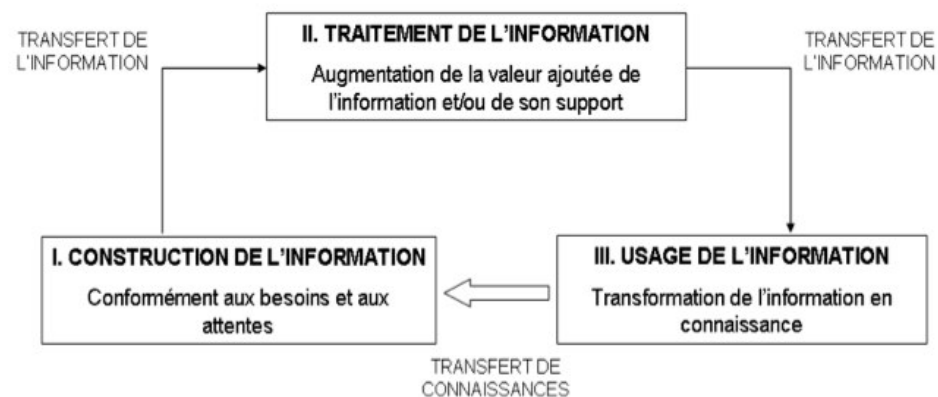 TRANSFERT DE
L'INFORMATION
II. TRAITEMENT DE L'INFORMATION
Augmentation de la valeur ajoutée de
l'information et/ou de son support
TRANSFERT DE
L'INFORMATION
I. CONSTRUCTION DE L'INFORMATION
Conformément aux besoins et aux
attentes
III. USAGE DE L'INFORMATION
Transformation de l'information en
connaissance
TRANSFERT DE
CONNAISSANCES